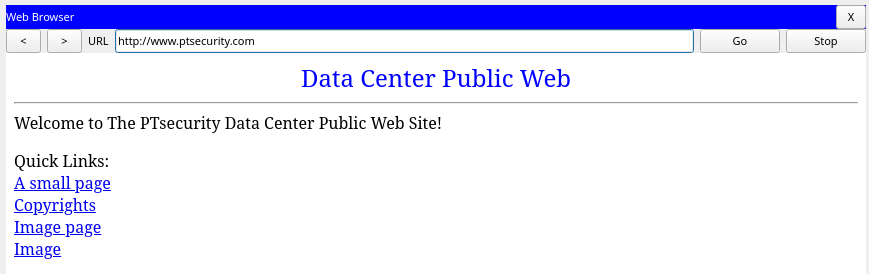 Web Browser X
< > URL http://www.ptsecurity.com Go Stop
Data Center Public Web
Welcome to The PTsecurity Data Center Public Web Site!
Quick Links:
A small page
Copyrights
Image page
Image